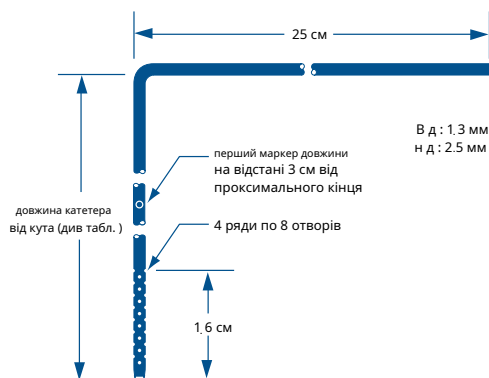 25 см
В д : 1. 3 мм
н д : 2.5 мм
перший маркер довжини
на відстані 3 см від
проксимального кінця
довжина катетера
від кута (див табл. )
4 ряди по 8 отворів
1. 6 см